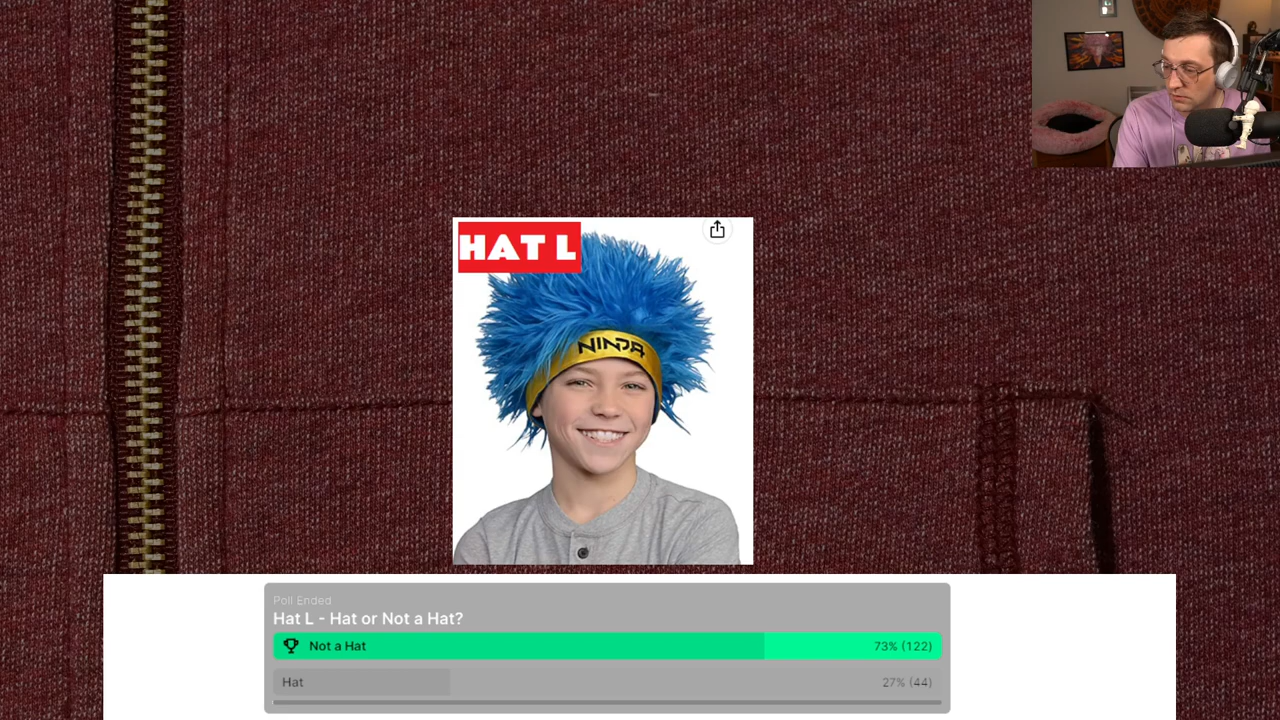 HAT L
NINJA
Poll Ended
Hat L - Hat or Not a Hat?
Not a Hat 73% (122)
Hat 27% (44)